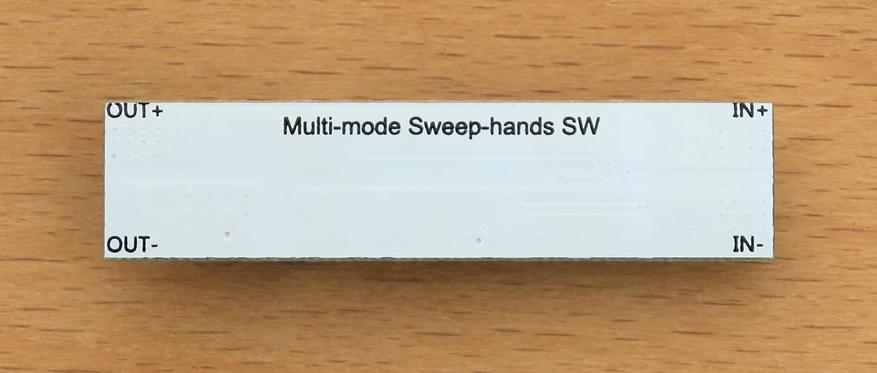 OUT+ IN+
Multi-mode Sweep-hands SW
OUT- IN-